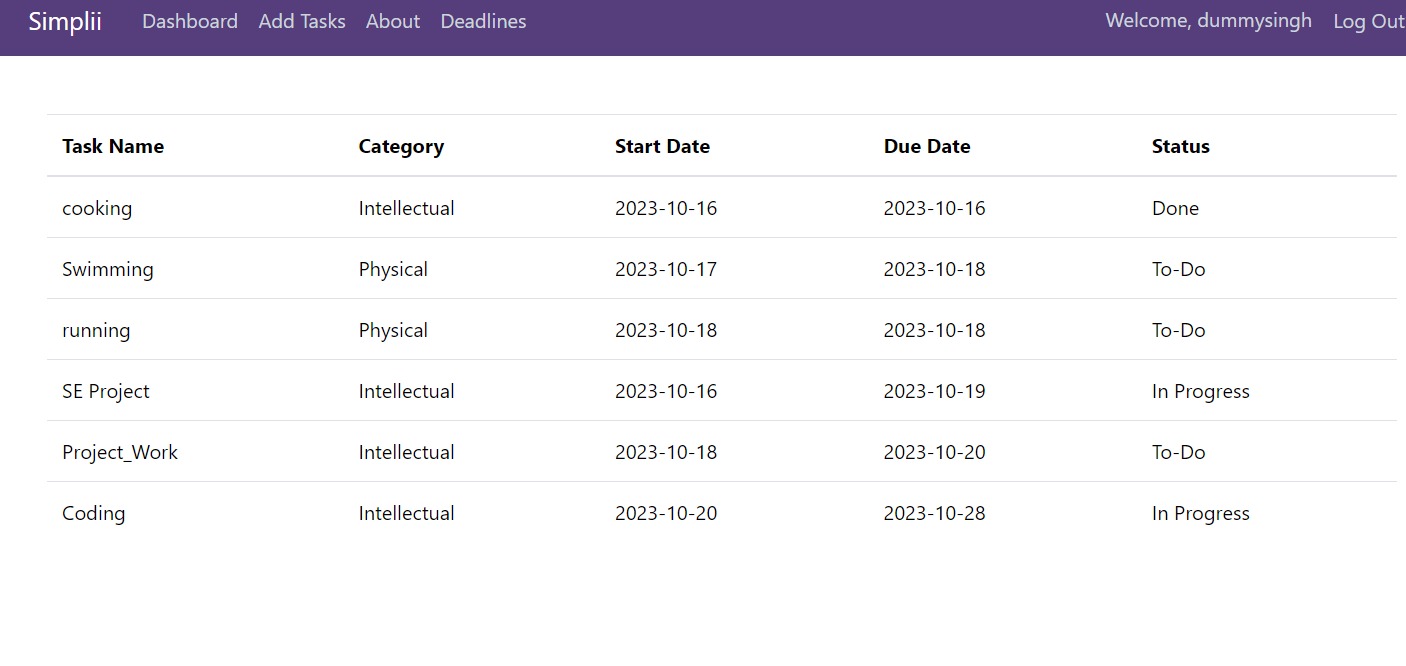 Simplii Dashboard Add Tasks About Deadlines Welcome, dummysingh Log Out
Task Name Category Start Date Due Date Status
cooking Intellectual 2023-10-16 2023-10-16 Done
Swimming Physical 2023-10-17 2023-10-18 To-Do
running Physical 2023-10-18 2023-10-18 To-Do
SE Project Intellectual 2023-10-16 2023-10-19 In Progress
Project_Work Intellectual 2023-10-18 2023-10-20 To-Do
Coding Intellectual 2023-10-20 2023-10-28 In Progress